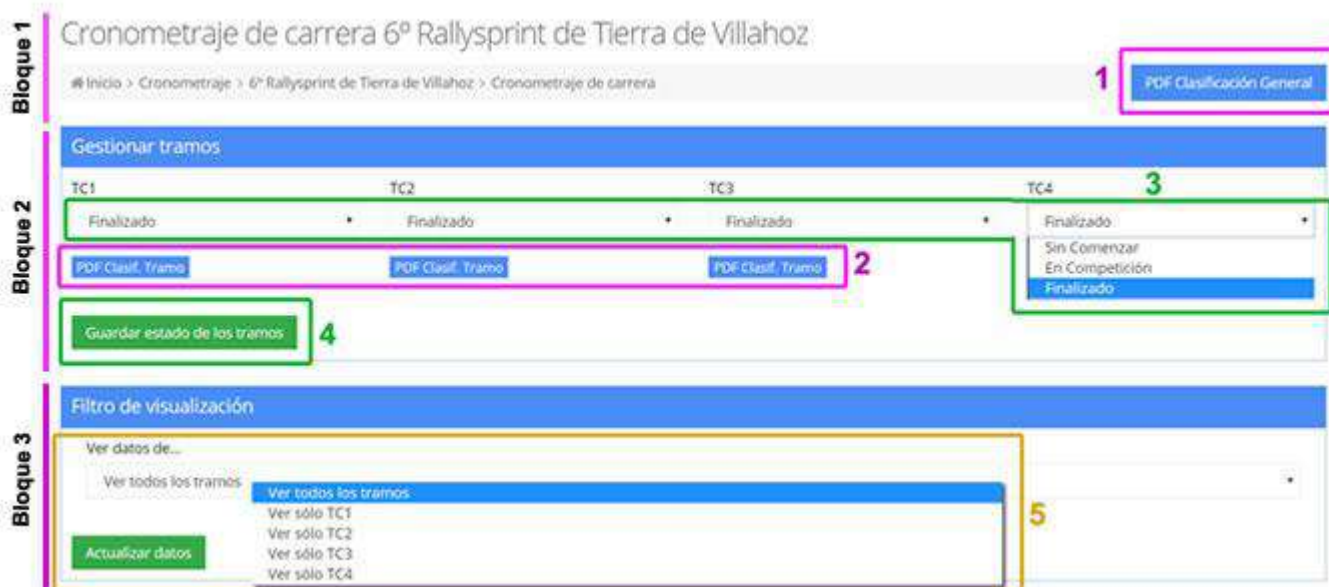 Bloque 1
Cronometraje de carrera 6º Rallysprint de Tierra de Villahoz
Inicio > Cronometraje > 6º Rallysprint de Tierra de Villahoz > Cronometraje de carrera
1
PDF Clasificación General
Bloque 2
Gestionar tramos
TC1 TC2 TC3 TC4 3
Finalizado Finalizado Finalizado Finalizado
Sin Comenzar
En Competición
Finalizado
PDF Clasif. Tramo PDF Clasif. Tramo PDF Clasif. Tramo 2
Guardar estado de los tramos 4
Bloque 3
Filtro de visualización
Ver datos de...
Ver todos los tramos
Ver todos los tramos
Ver sólo TC1
Ver sólo TC2
Ver sólo TC3
Ver sólo TC4
5
Actualizar datos